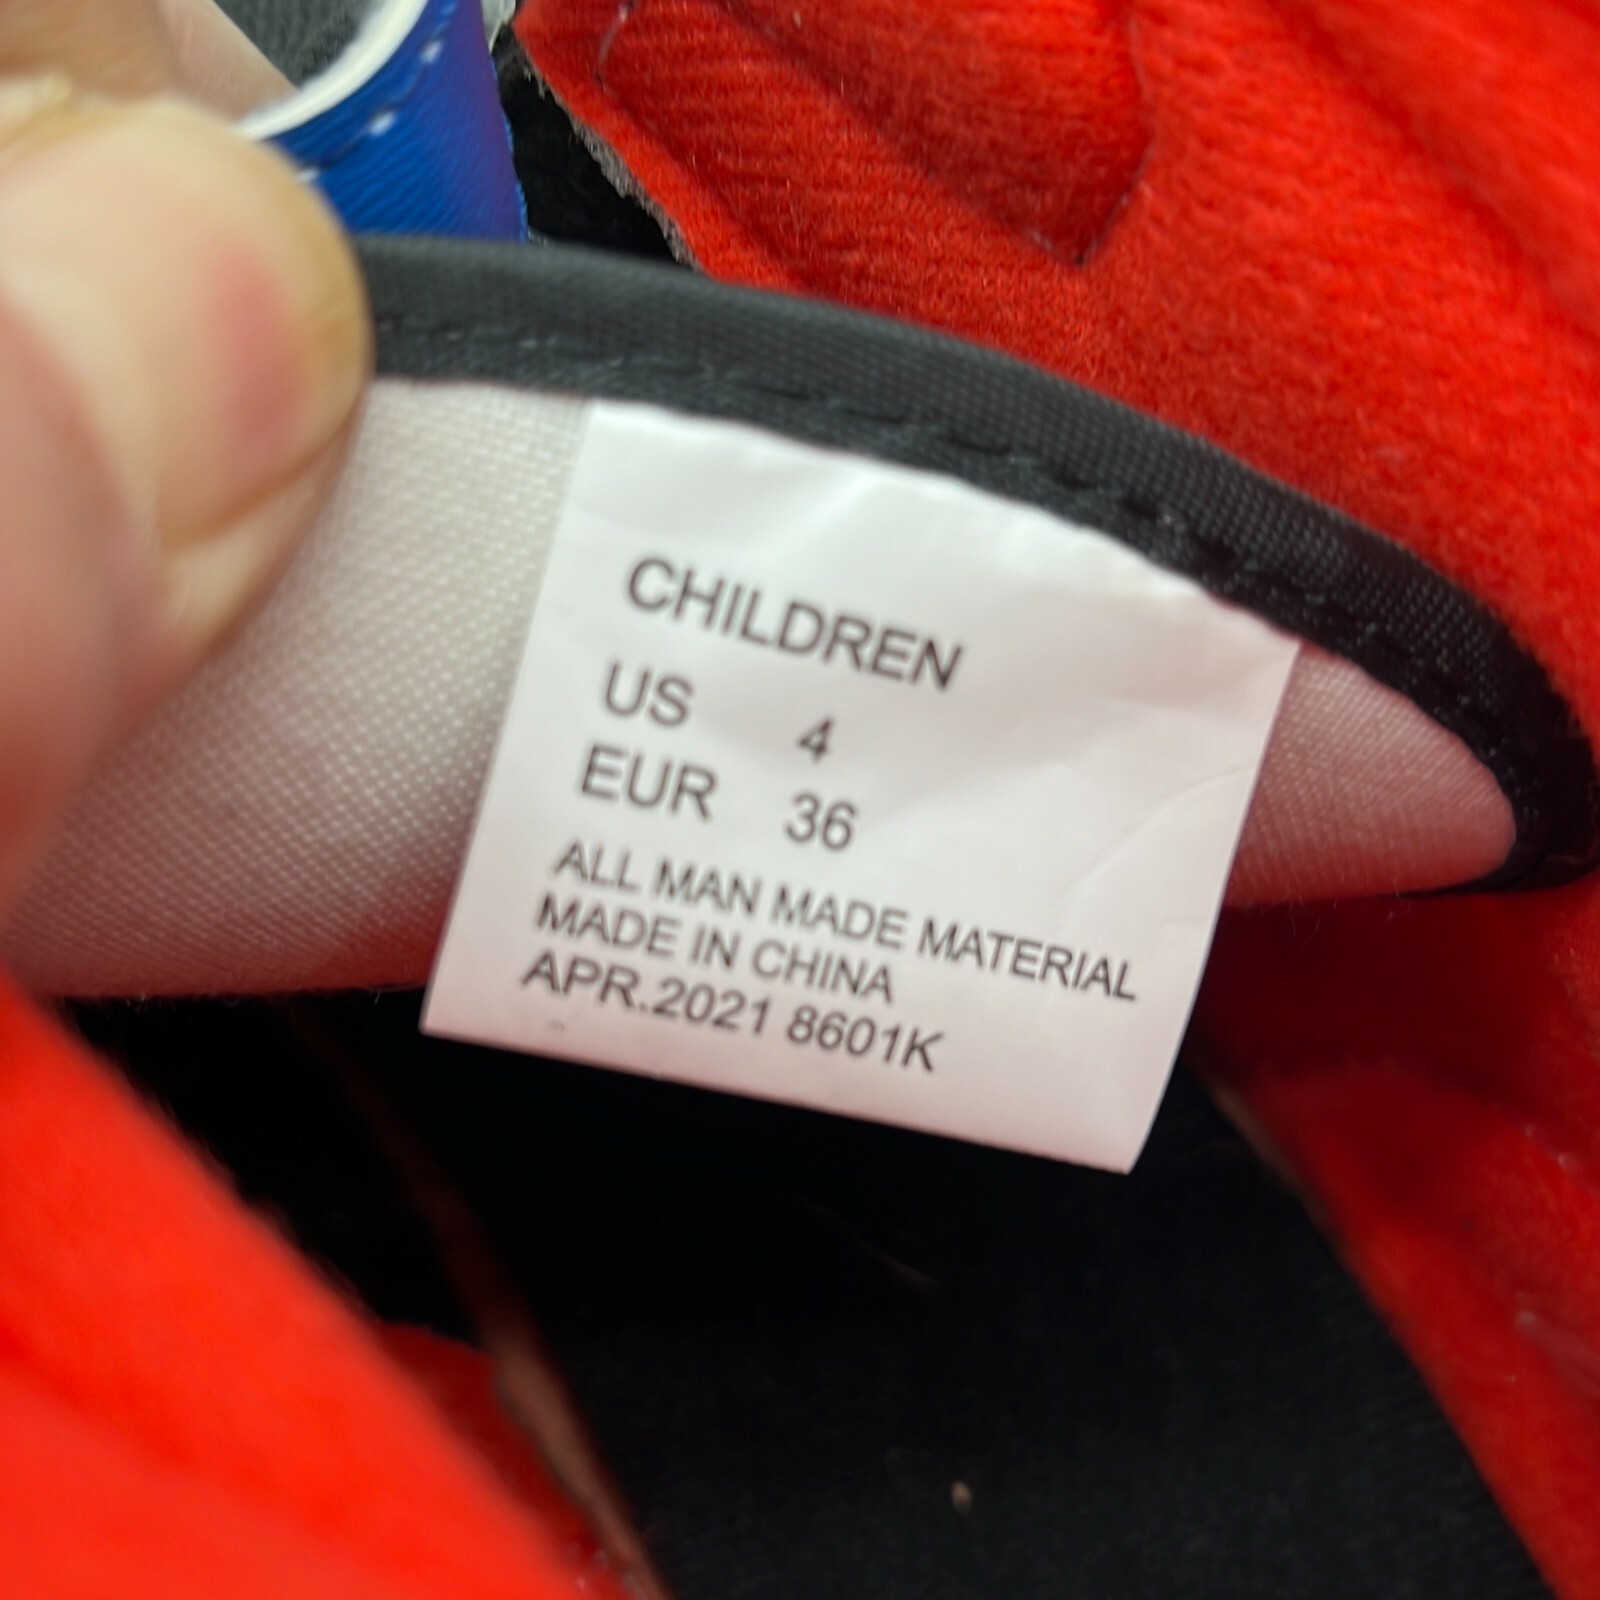 CHILDREN
US 4
EUR 36
ALL MAN MADE MATERIAL
MADE IN CHINA
APR.2021 8601K